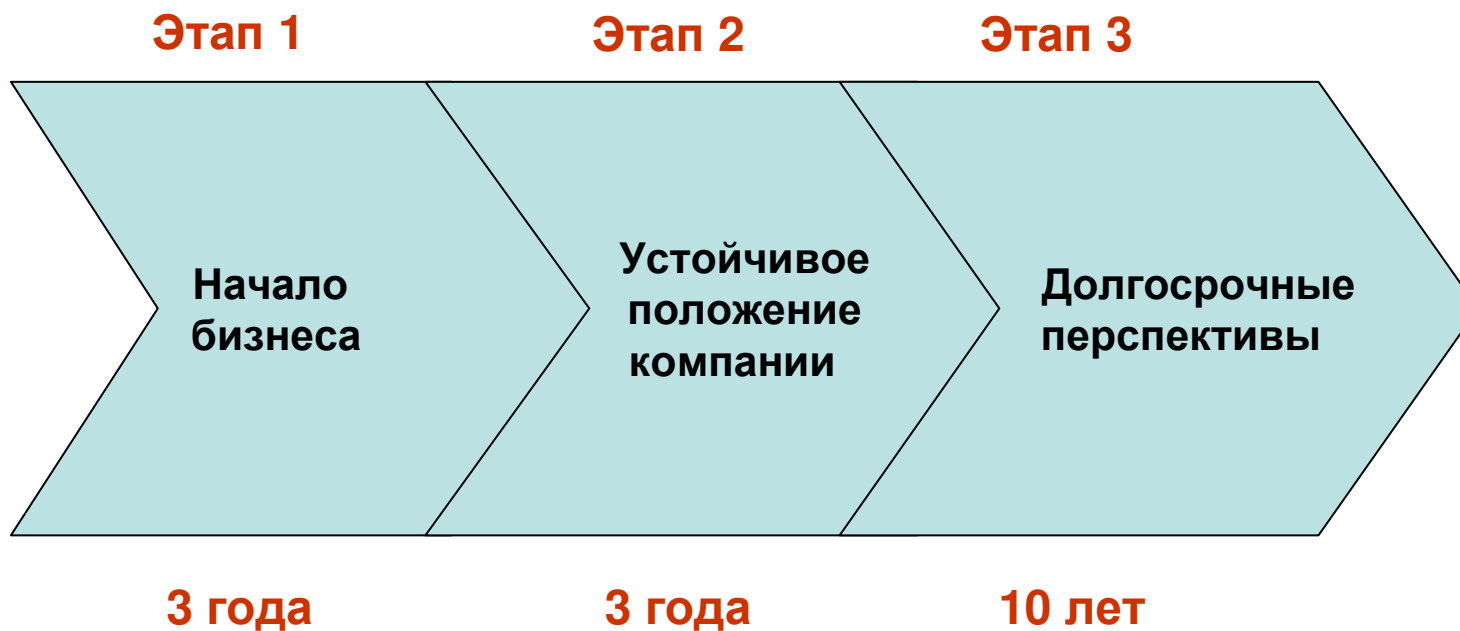 Этап 1
Этап 2
Этап 3
Начало
бизнеса
Устойчивое
положение
компании
Долгосрочные
перспективы
3 года
3 года
10 лет